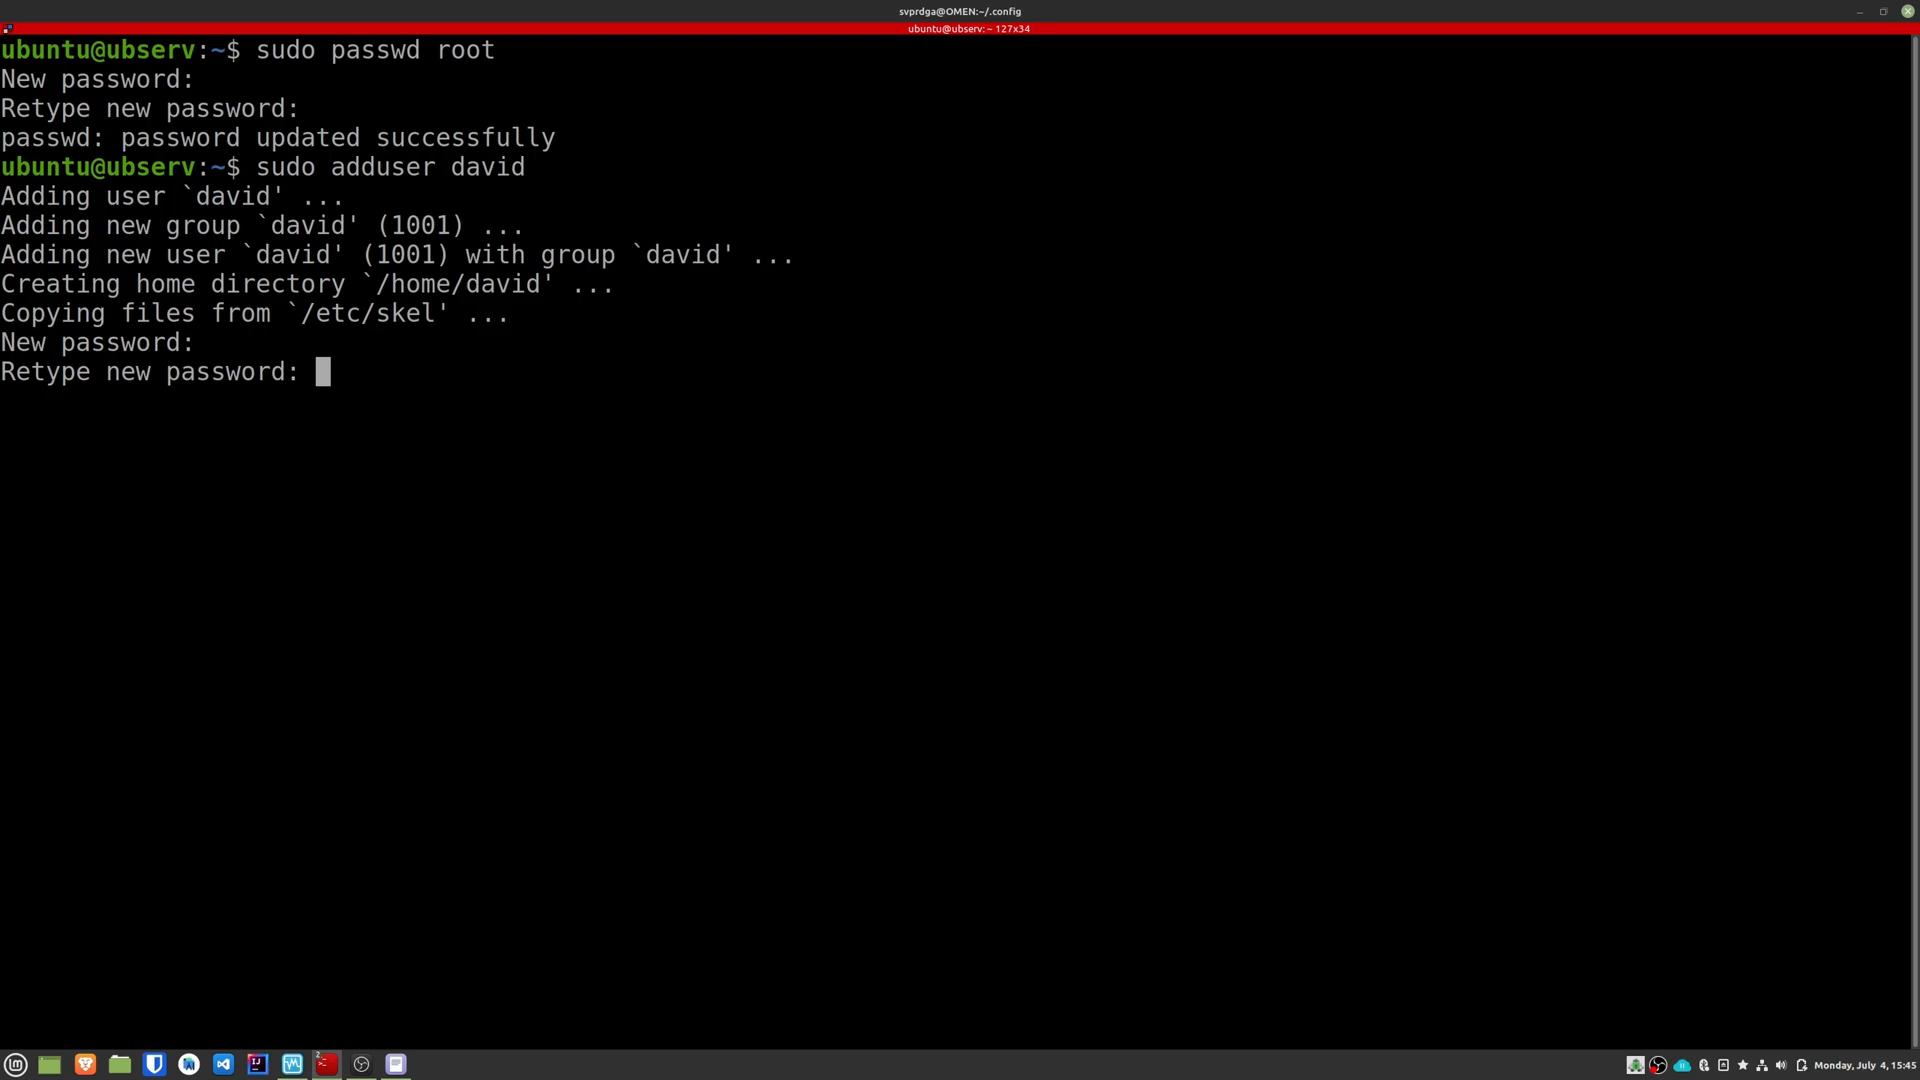 svprdga@OMEN:~/.config
ubuntu@ubserv: ~ 127x34
ubuntu@ubserv:~$ sudo passwd root
New password:
Retype new password:
passwd: password updated successfully
ubuntu@ubserv:~$ sudo adduser david
Adding user `david' ...
Adding new group `david' (1001) ...
Adding new user `david' (1001) with group `david' ...
Creating home directory `/home/david' ...
Copying files from `/etc/skel' ...
New password:
Retype new password:
2
Monday, July 4, 15:45